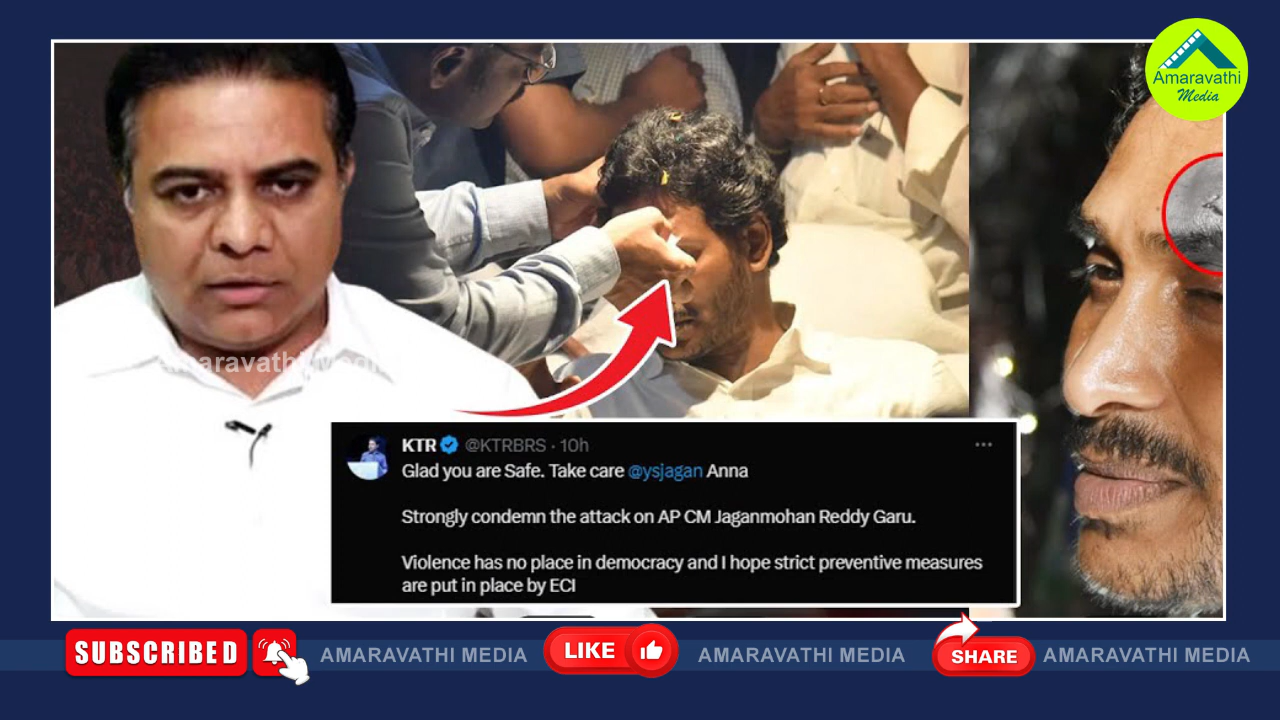 Amaravathi
Media
Amaravathi Media
KTR @KTRBRS · 10h
Glad you are Safe. Take care @ysjagan Anna
Strongly condemn the attack on AP CM Jaganmohan Reddy Garu.
Violence has no place in democracy and I hope strict preventive measures
are put in place by ECI
SUBSCRIBED AMARAVATHI MEDIA LIKE AMARAVATHI MEDIA SHARE AMARAVATHI MEDIA